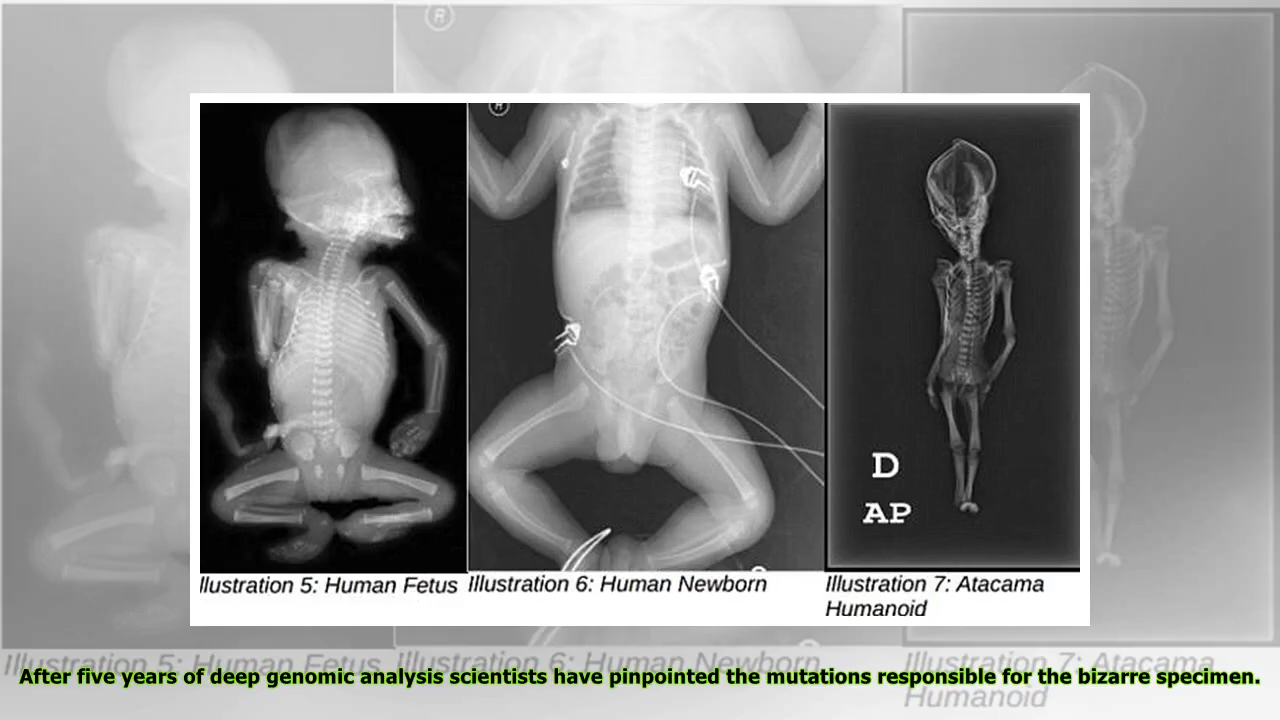 R
R
D
AP
Illustration 5: Human Fetus
Illustration 6: Human Newborn
Illustration 7: Atacama
Humanoid
Illustration 5: Human Fetus
Illustration 6: Human Newborn
Illustration 7: Atacama
Humanoid
After five years of deep genomic analysis scientists have pinpointed the mutations responsible for the bizarre specimen.